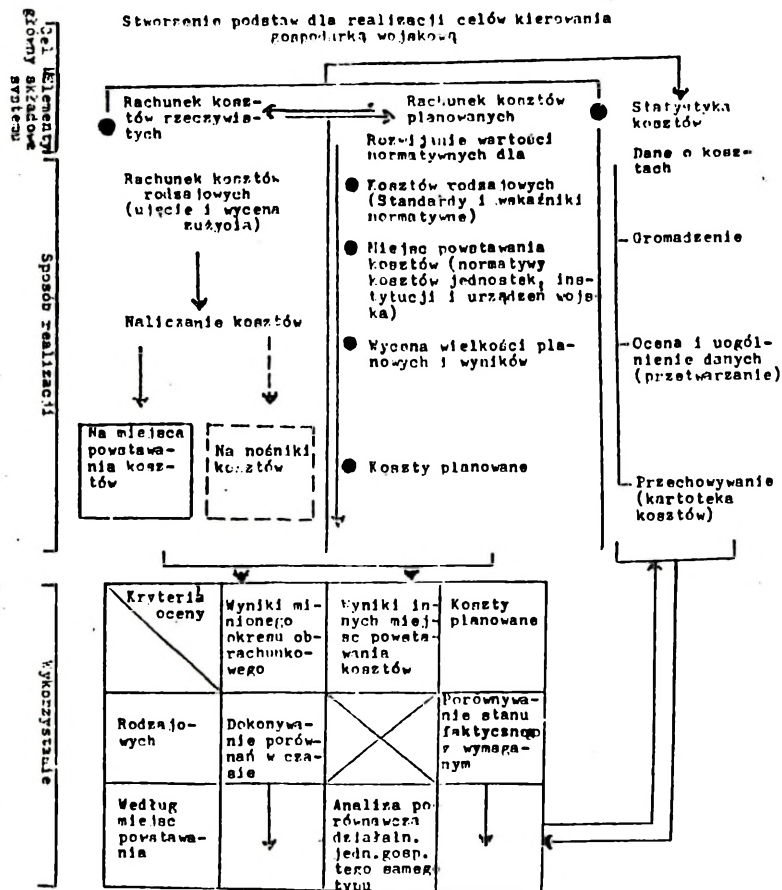 Stworzenie podstaw dla realizacji celów kierowania
gospodarką wojskową
Cel
Elementy
główny składowe
systemu
Rachunek kosz-
tów rzeczywis-
tych
Rachunek kosztów
planowanych
Statystyka
kosztów
Sposób realizacji
Rachunek kosztów
rodzajowych
(ujęcie i wycena
zużycia)
Naliczanie kosztów
Na miejsca
powstawa-
nia kosz-
tów
Na nośniki
kosztów
Rozwijanie wartości
normatywnych dla
Kosztów rodzajowych
(Standardy i wskaźniki
normatywne)
Miejsc powstawania
kosztów (normatywy
kosztów jednostek, ins-
tytucji i urządzeń wojs-
ka)
Wycena wielkości pla-
nowych i wyników
Koszty planowane
Dane o kosz-
tach
Gromadzenie
Ocena i uogól-
nienie danych
(przetwarzanie)
Przechowywanie
(kartoteka
kosztów)
Wykorzystanie
Kryteria
oceny
Wyniki mi-
nionego
okresu ob-
rachunko-
wego
Wyniki in-
nych miej-
sc powsta-
wania
kosztów
Koszty
planowane
Rodzajo-
wych
Dokonywa-
nie porów-
nań w cza-
sie
Porównywa-
nie stanu
faktycznego
z wymaga-
nym
Według
miejsc
powstawa-
nia
Analiza po-
równawcza
działaln.
jedn.gosp.
tego samego
typu